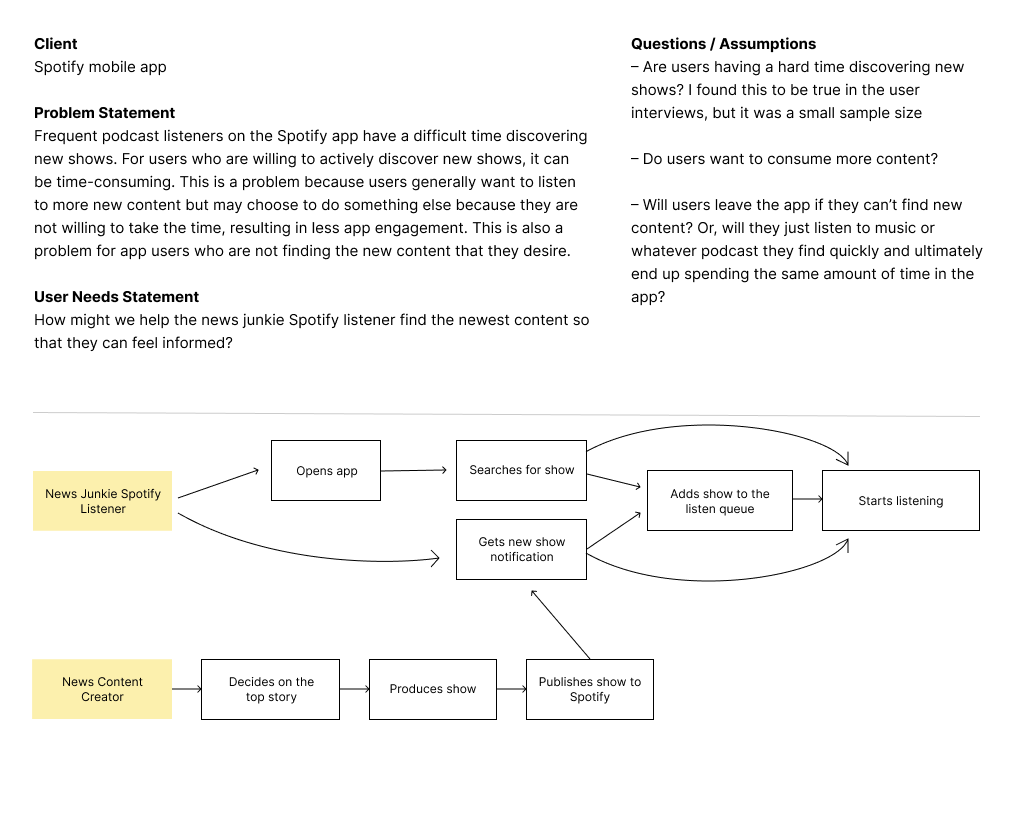 Client
Spotify mobile app
Problem Statement
Frequent podcast listeners on the Spotify app have a difficult time discovering
new shows. For users who are willing to actively discover new shows, it can
be time-consuming. This is a problem because users generally want to listen
to more new content but may choose to do something else because they are
not willing to take the time, resulting in less app engagement. This is also a
problem for app users who are not finding the new content that they desire.
User Needs Statement
How might we help the news junkie Spotify listener find the newest content so
that they can feel informed?
Questions / Assumptions
– Are users having a hard time discovering new
shows? I found this to be true in the user
interviews, but it was a small sample size
– Do users want to consume more content?
– Will users leave the app if they can’t find new
content? Or, will they just listen to music or
whatever podcast they find quickly and ultimately
end up spending the same amount of time in the
app?
News Junkie Spotify
Listener
Opens app
Searches for show
Gets new show
notification
Adds show to the
listen queue
Starts listening
News Content
Creator
Decides on the
top story
Produces show
Publishes show to
Spotify